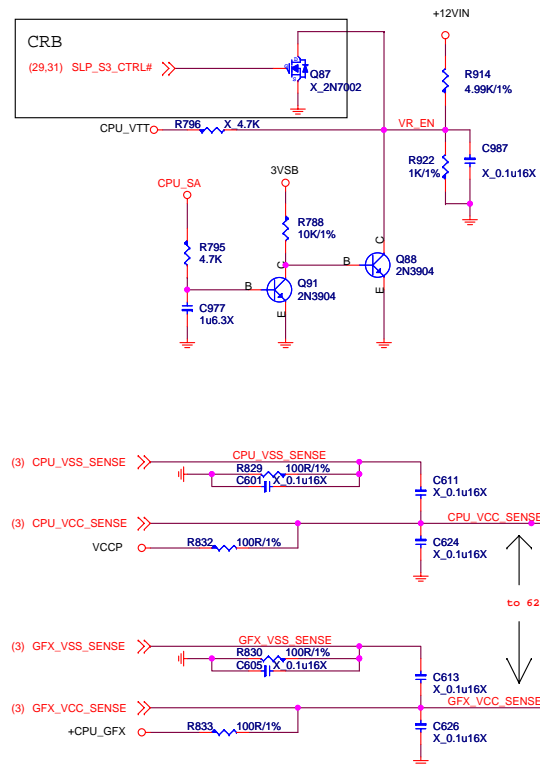 +12VIN
CRB
(29,31) SLP_S3_CTRL#
Q87
X_2N7002
R914
4.99K/1%
CPU_VTT
R796
X_4.7K
VR_EN
C987
X_0.1u16X
R922
1K/1%
CPU_SA
3VSB
R788
10K/1%
R795
4.7K
C
B
Q88
2N3904
C
B
Q91
2N3904
E
E
C977
1u6.3X
(3) CPU_VSS_SENSE
CPU_VSS_SENSE
R829
100R/1%
C601
X_0.1u16X
C611
X_0.1u16X
(3) CPU_VCC_SENSE
CPU_VCC_SENSE
VCCP
R832
100R/1%
C624
X_0.1u16X
to 62
(3) GFX_VSS_SENSE
GFX_VSS_SENSE
R830
100R/1%
C605
X_0.1u16X
C613
X_0.1u16X
(3) GFX_VCC_SENSE
GFX_VCC_SENSE
+CPU_GFX
R833
100R/1%
C626
X_0.1u16X